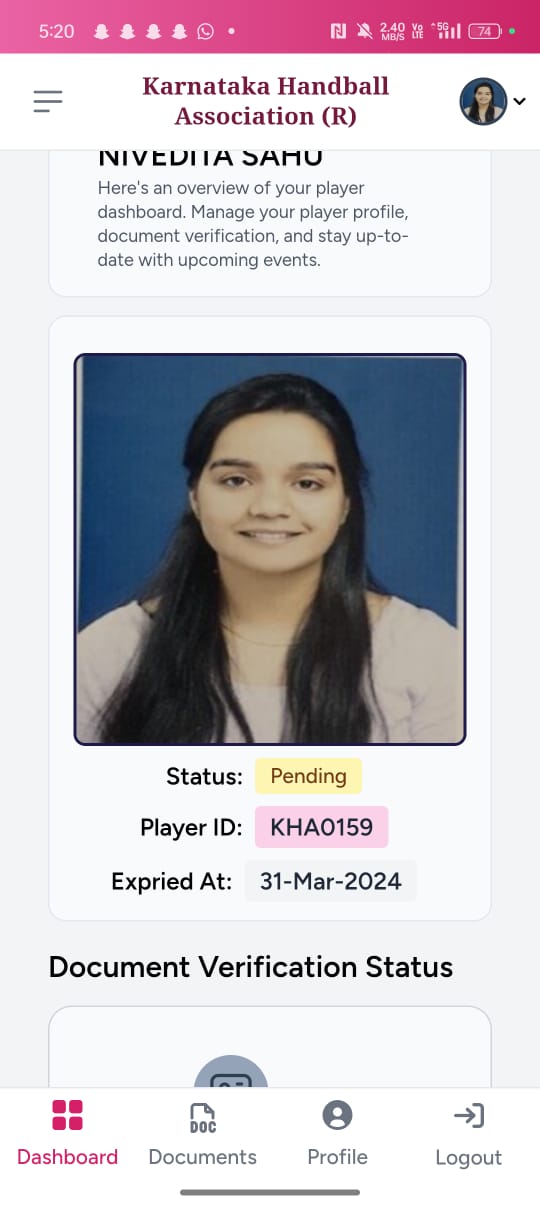 5:20
2.40 MB/S
Vo LTE
5G
74
Karnataka Handball
Association (R)
NIVEDITA SAHU
Here's an overview of your player
dashboard. Manage your player profile,
document verification, and stay up-to-
date with upcoming events.
Status: Pending
Player ID: KHA0159
Expried At: 31-Mar-2024
Document Verification Status
DOC
Dashboard Documents Profile Logout